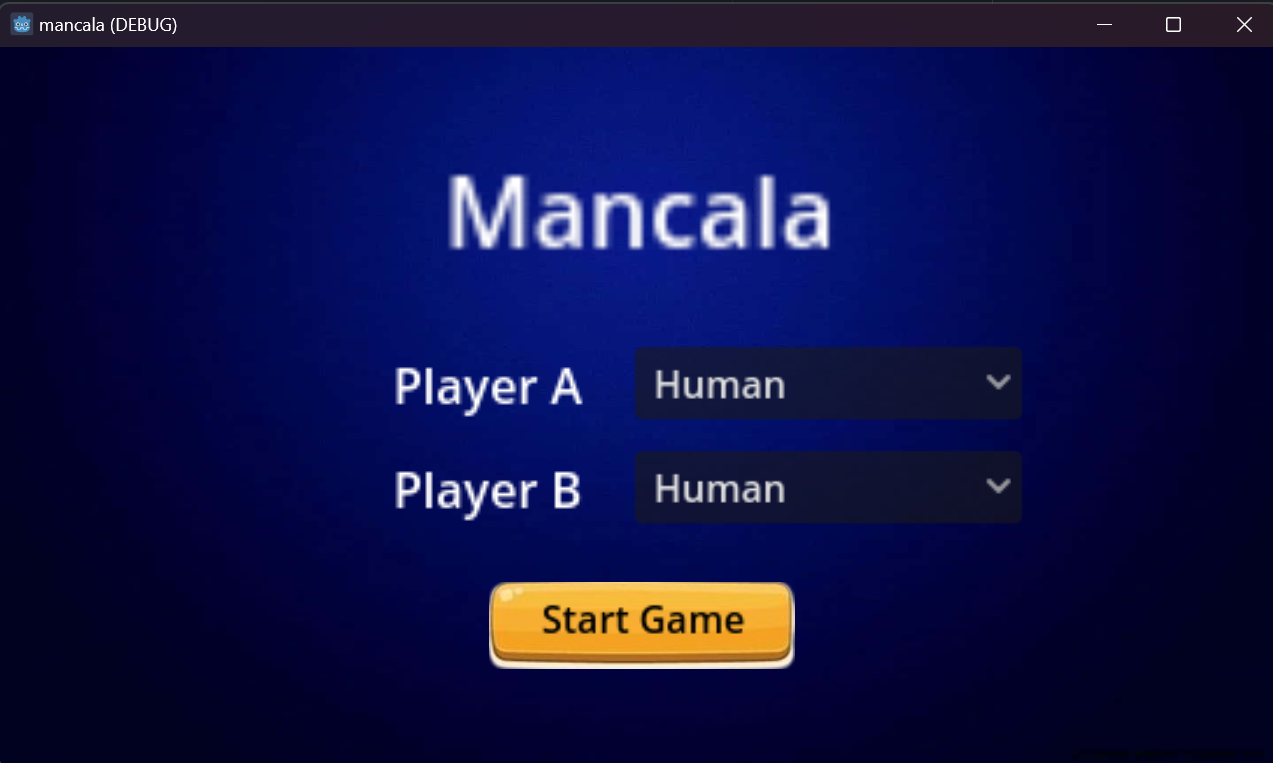 mancala (DEBUG)
Mancala
Player A Human
Player B Human
Start Game